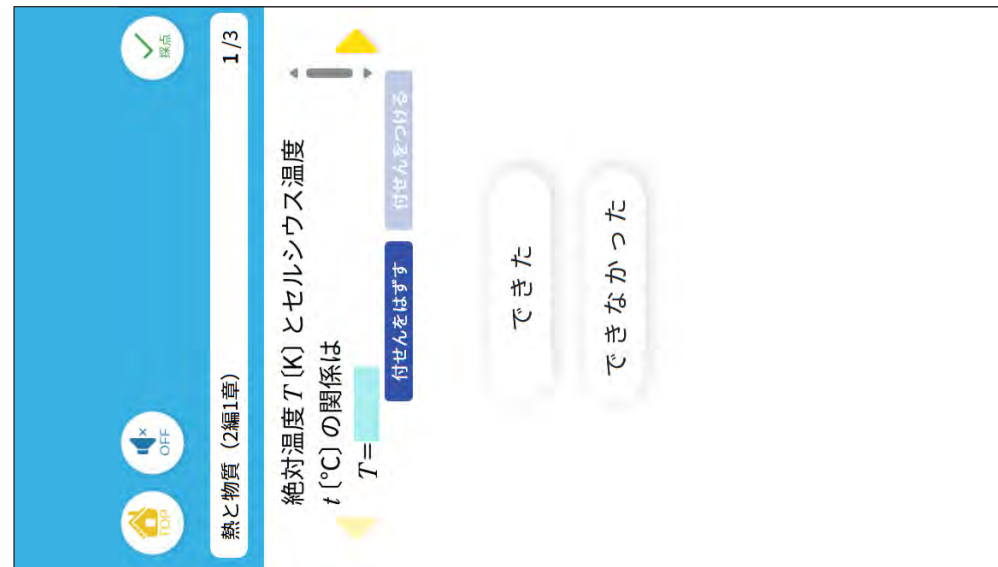 TOP
OFF
採点
熱と物質（2編1章）
1/3
絶対温度T〔K〕とセルシウス温度
t〔℃〕の関係は
T=
付せんをはずす
付せんをつける
できた
できなかった